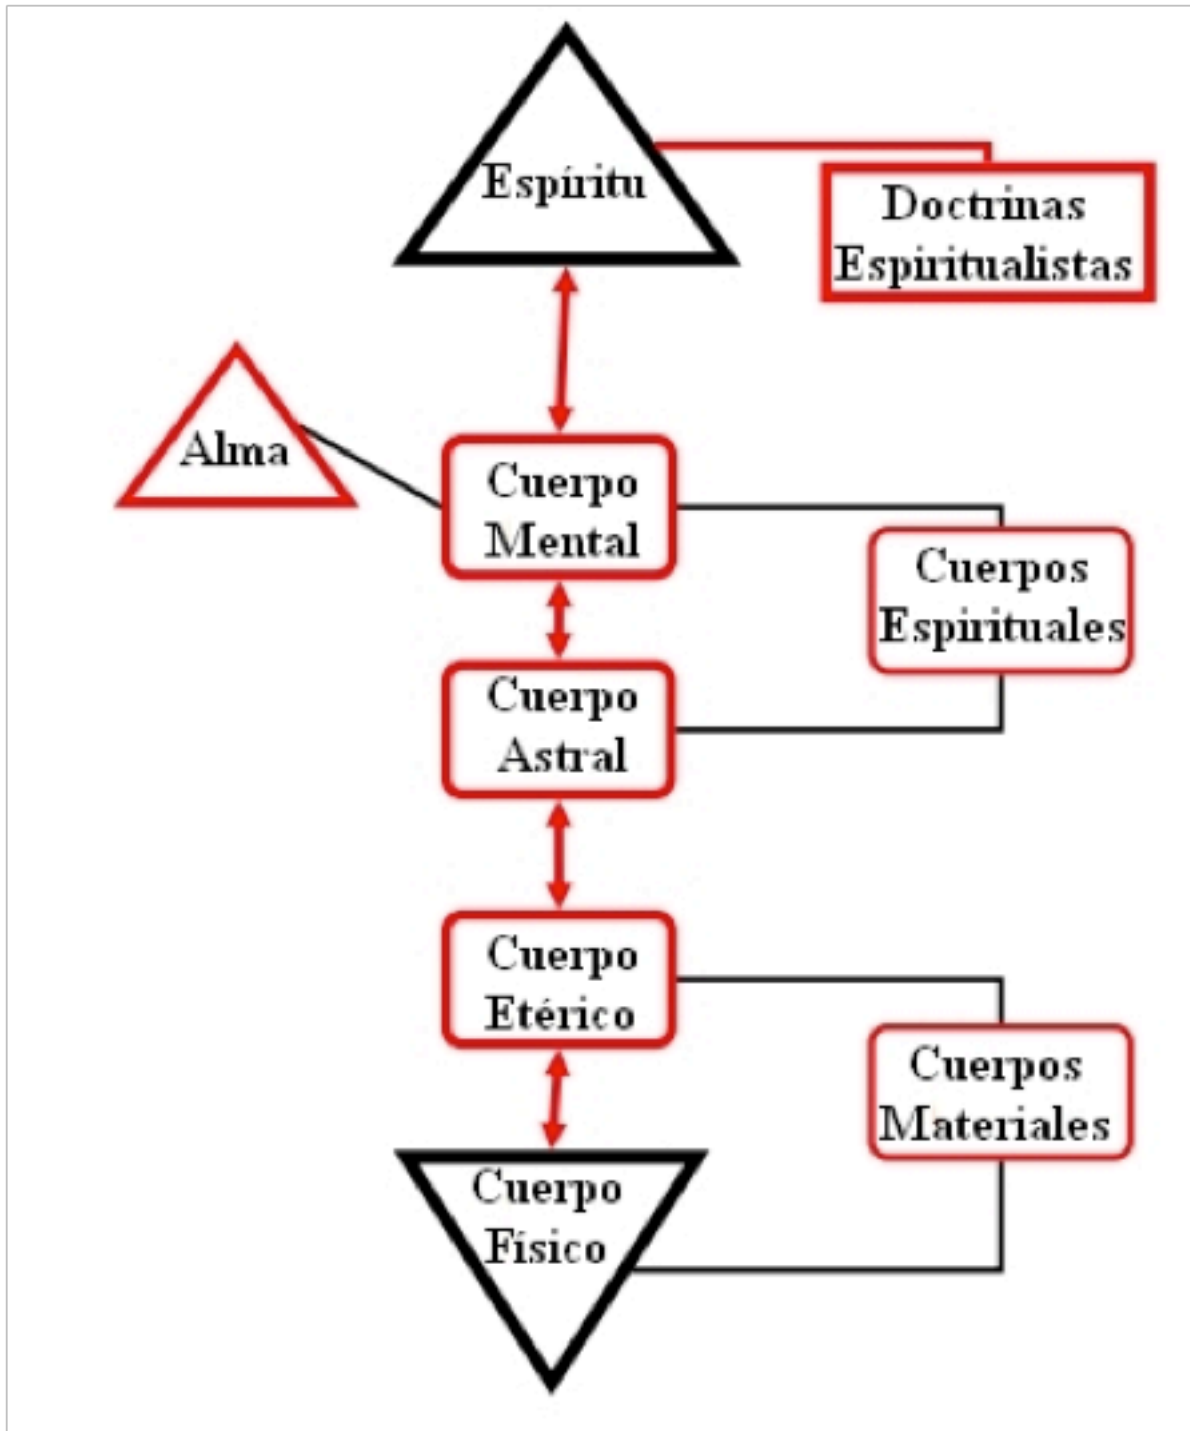 Espíritu
Doctrinas
Espiritualistas
Alma
Cuerpo
Mental
Cuerpos
Espirituales
Cuerpo
Astral
Cuerpo
Etérico
Cuerpos
Materiales
Cuerpo
Físico